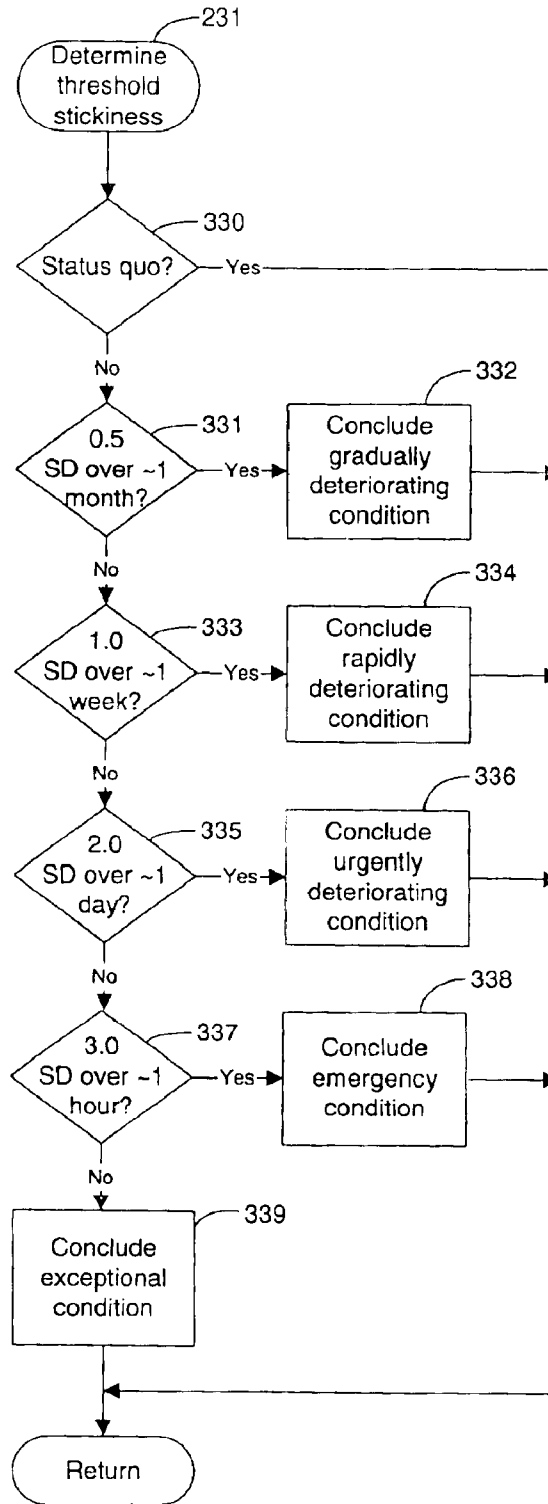 231
Determine
threshold
stickiness
330
Status quo?
Yes
No
331
0.5
SD over ~1
month?
Yes
332
Conclude
gradually
deteriorating
condition
No
333
1.0
SD over ~1
week?
Yes
334
Conclude
rapidly
deteriorating
condition
No
335
2.0
SD over ~1
day?
Yes
336
Conclude
urgently
deteriorating
condition
No
337
3.0
SD over ~1
hour?
Yes
338
Conclude
emergency
condition
No
339
Conclude
exceptional
condition
Return